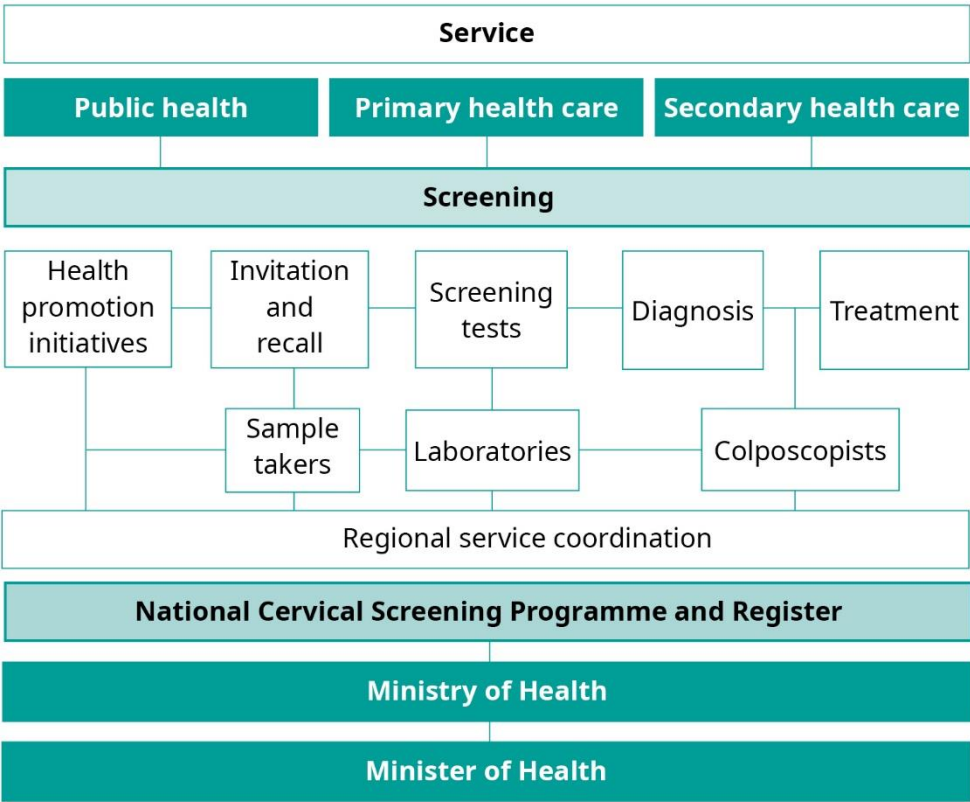 Service
Public health
Primary health care
Secondary health care
Screening
Health
promotion
initiatives
Invitation
and
recall
Screening
tests
Diagnosis
Treatment
Sample
takers
Laboratories
Colposcopists
Regional service coordination
National Cervical Screening Programme and Register
Ministry of Health
Minister of Health